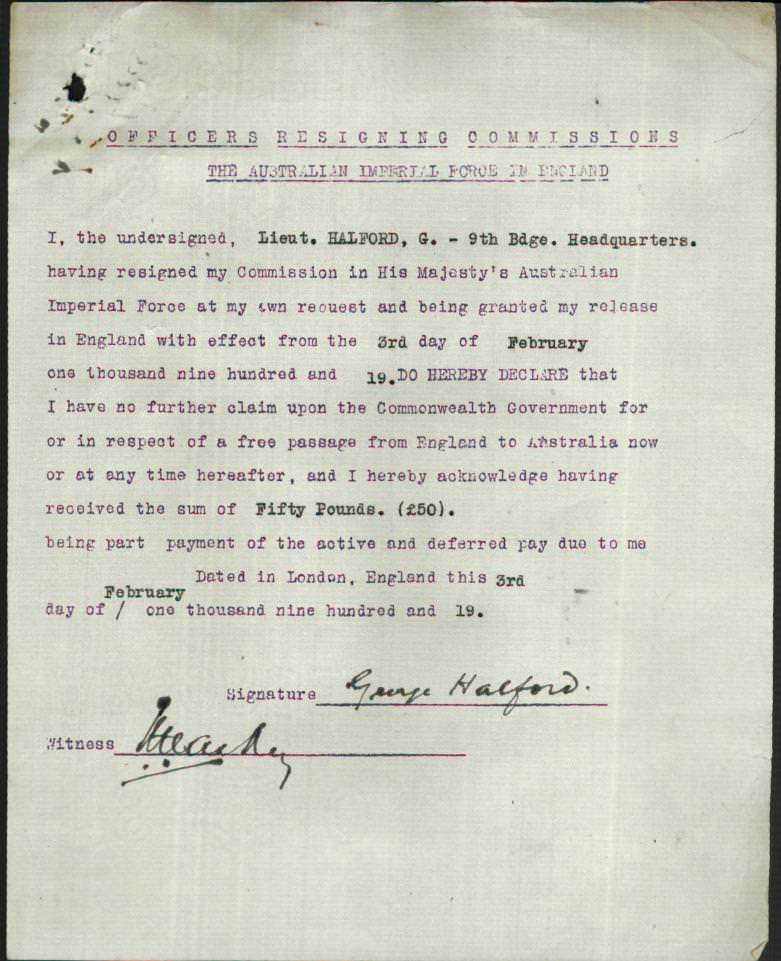 OFFICERS RESIGNING COMMISSIONS
THE AUSTRALIAN IMPERIAL FORCE IN ENGLAND
I, the undersigned, Lieut. HALFORD, G. - 9th Bdge. Headquarters.
having resigned my Commission in His Majesty's Australian
Imperial Force at my own request and being granted my release
in England with effect from the 3rd day of February
one thousand nine hundred and 19. DO HEREBY DECLARE that
I have no further claim upon the Commonwealth Government for
or in respect of a free passage from England to Australia now
or at any time hereafter, and I hereby acknowledge having
received the sum of Fifty Pounds. (£50).
being part payment of the active and deferred pay due to me
Dated in London, England this 3rd
February
day of / one thousand nine hundred and 19.
Signature George Halford.
Witness